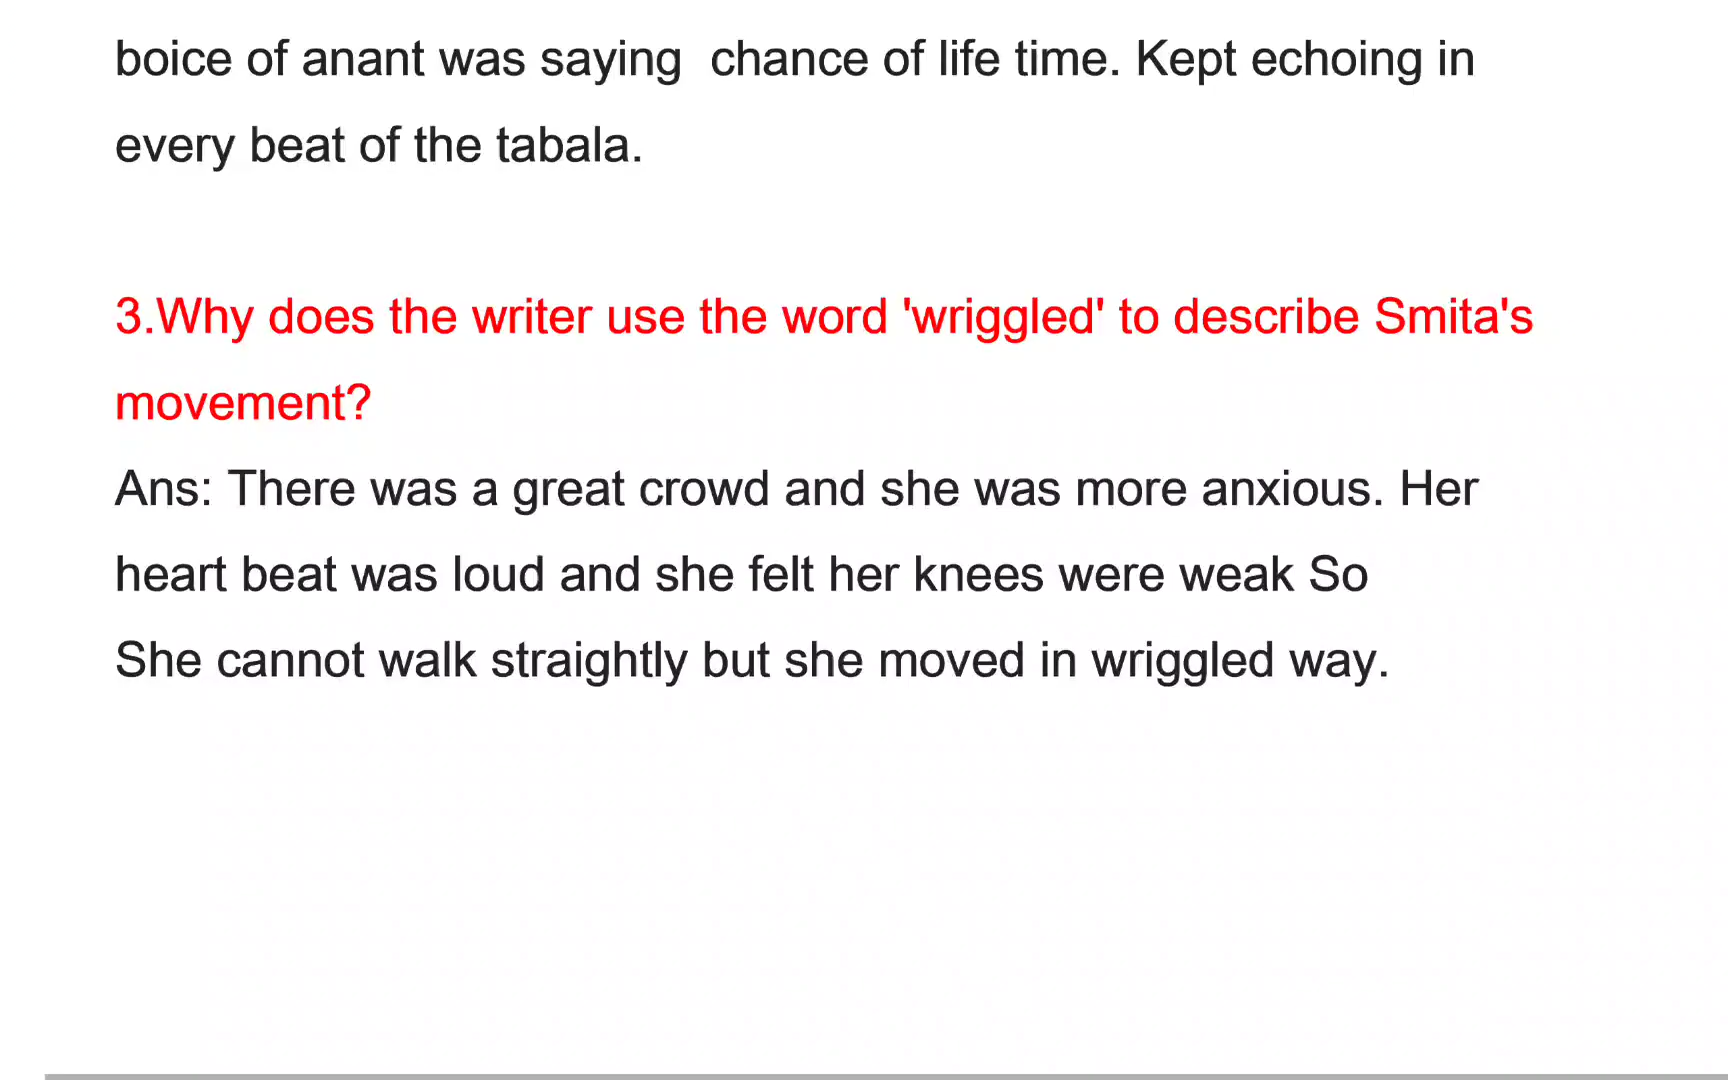 boice of anant was saying  chance of life time. Kept echoing in
every beat of the tabala.
3.Why does the writer use the word 'wriggled' to describe Smita's
movement?
Ans: There was a great crowd and she was more anxious. Her
heart beat was loud and she felt her knees were weak So
She cannot walk straightly but she moved in wriggled way.